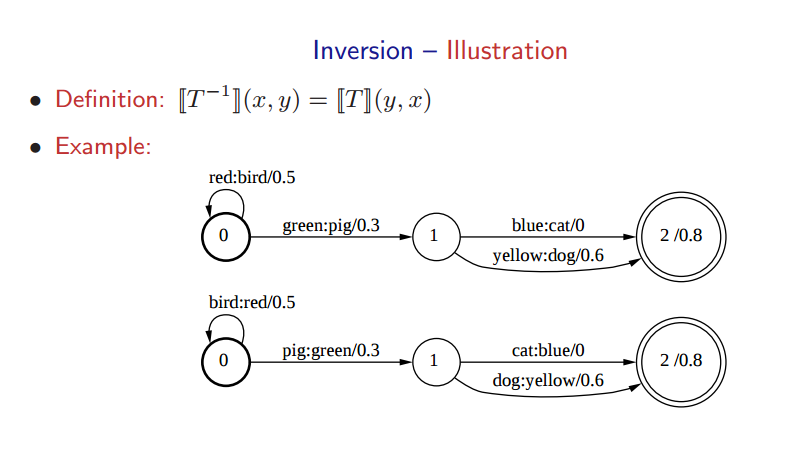 Inversion – Illustration
• Definition: ⟦T⁻¹⟧(x, y) = ⟦T⟧(y, x)
• Example:
red:bird/0.5
0
green:pig/0.3
1
blue:cat/0
yellow:dog/0.6
2 /0.8
bird:red/0.5
0
pig:green/0.3
1
cat:blue/0
dog:yellow/0.6
2 /0.8